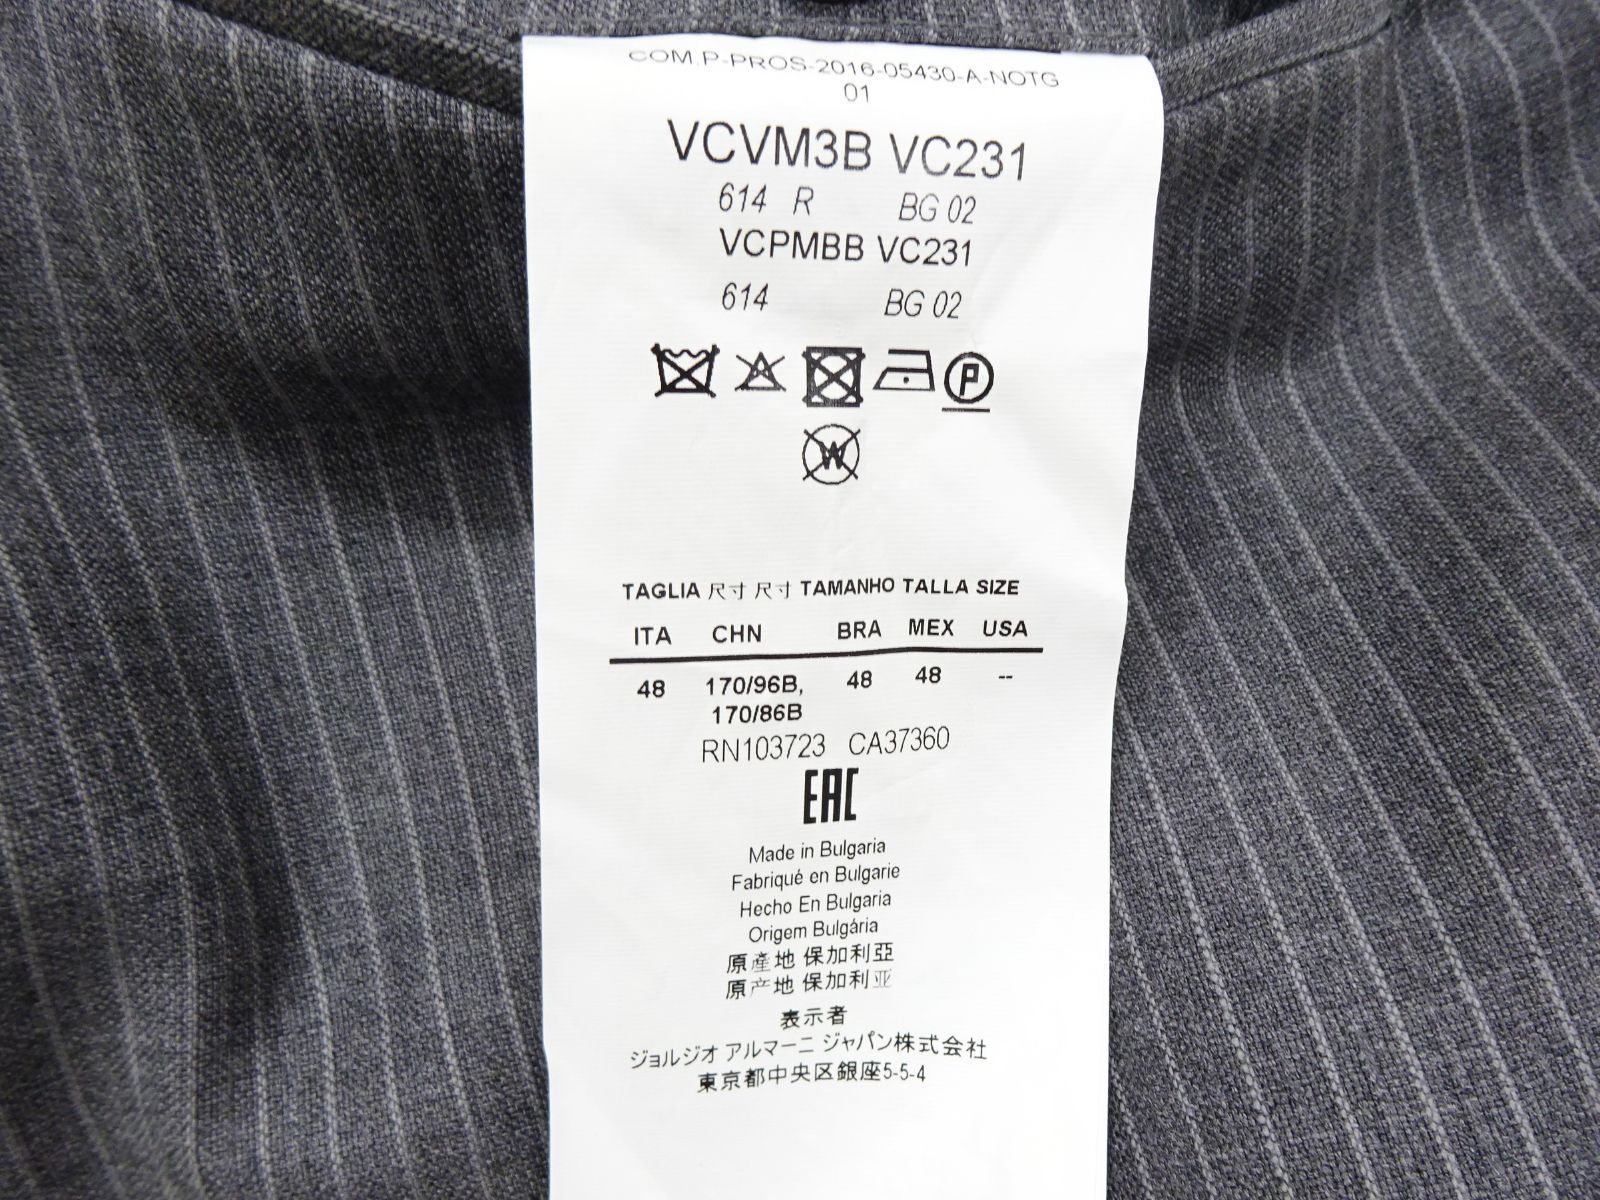 COM.P-PROS-2016-05430-A-NOTG
01
VCVM3B VC231
614 R BG 02
VCPMBB VC231
614 BG 02
P
W
TAGLIA 尺寸 尺寸 TAMANHO TALLA SIZE
ITA CHN BRA MEX USA
48 170/96B, 48 48 --
170/86B
RN103723 CA37360
EAC
Made in Bulgaria
Fabriqué en Bulgarie
Hecho En Bulgaria
Origem Bulgária
原産地 保加利亞
原产地 保加利亚
表示者
ジョルジオ アルマーニ ジャパン株式会社
東京都中央区銀座5-5-4